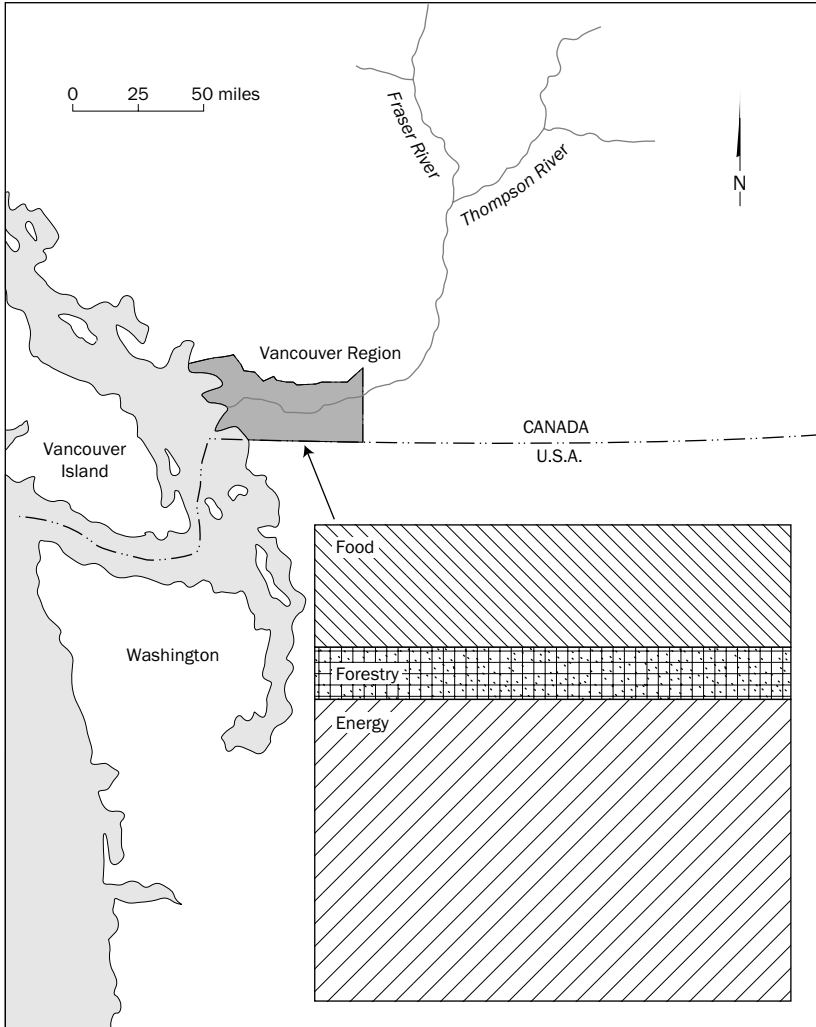 0 25 50 miles
Fraser River
Thompson River
N
Vancouver Region
CANADA
U.S.A.
Vancouver
Island
Food
Washington
Forestry
Energy